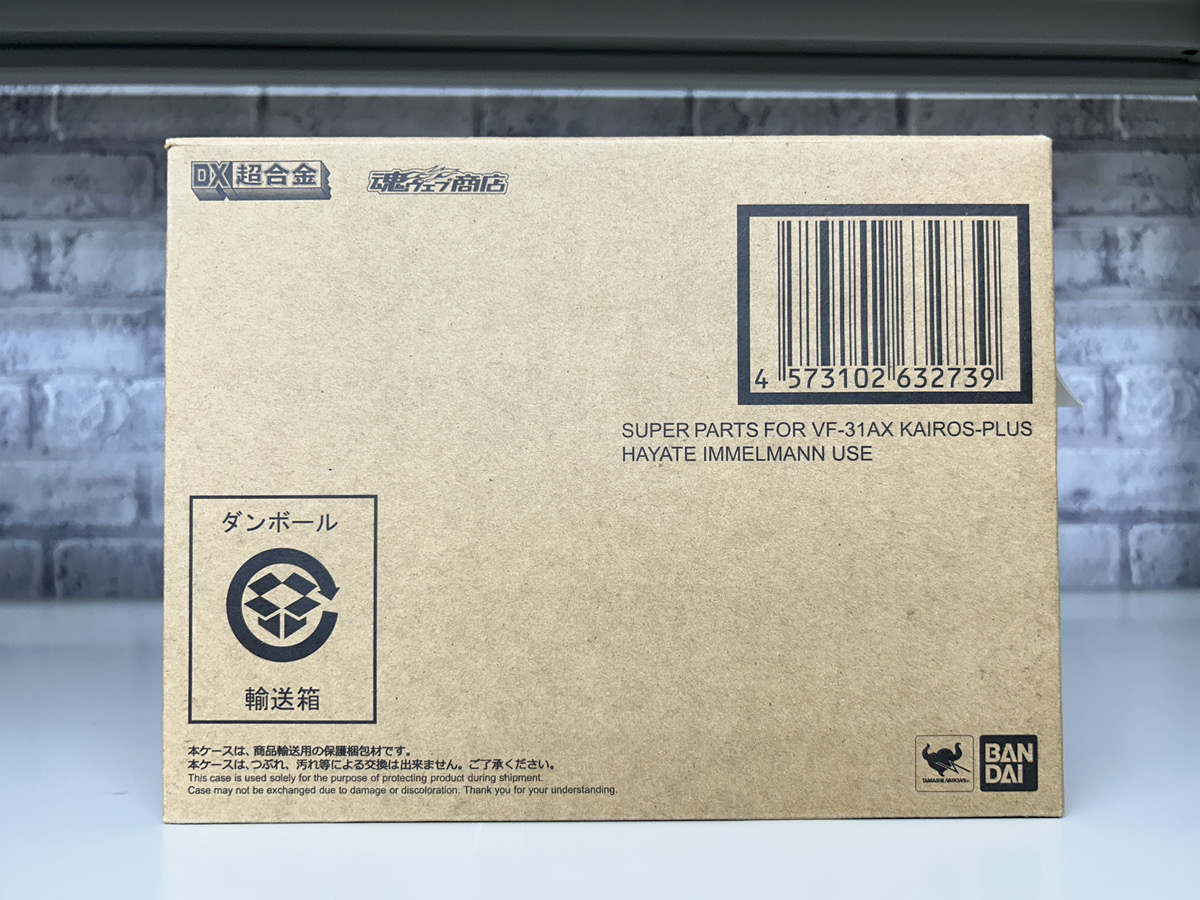 DX超合金
魂ウェブ商店
4 573102 632739
SUPER PARTS FOR VF-31AX KAIROS-PLUS
HAYATE IMMELMANN USE
ダンボール
輸送箱
本ケースは、商品輸送用の保護梱包材です。
本ケースは、つぶれ、汚れ等による交換は出来ません。ご了承ください。
This case is used solely for the purpose of protecting product during shipment.
Case may not be exchanged due to damage or discoloration. Thank you for your understanding.
TAMASHII NATIONS
BAN
DAI